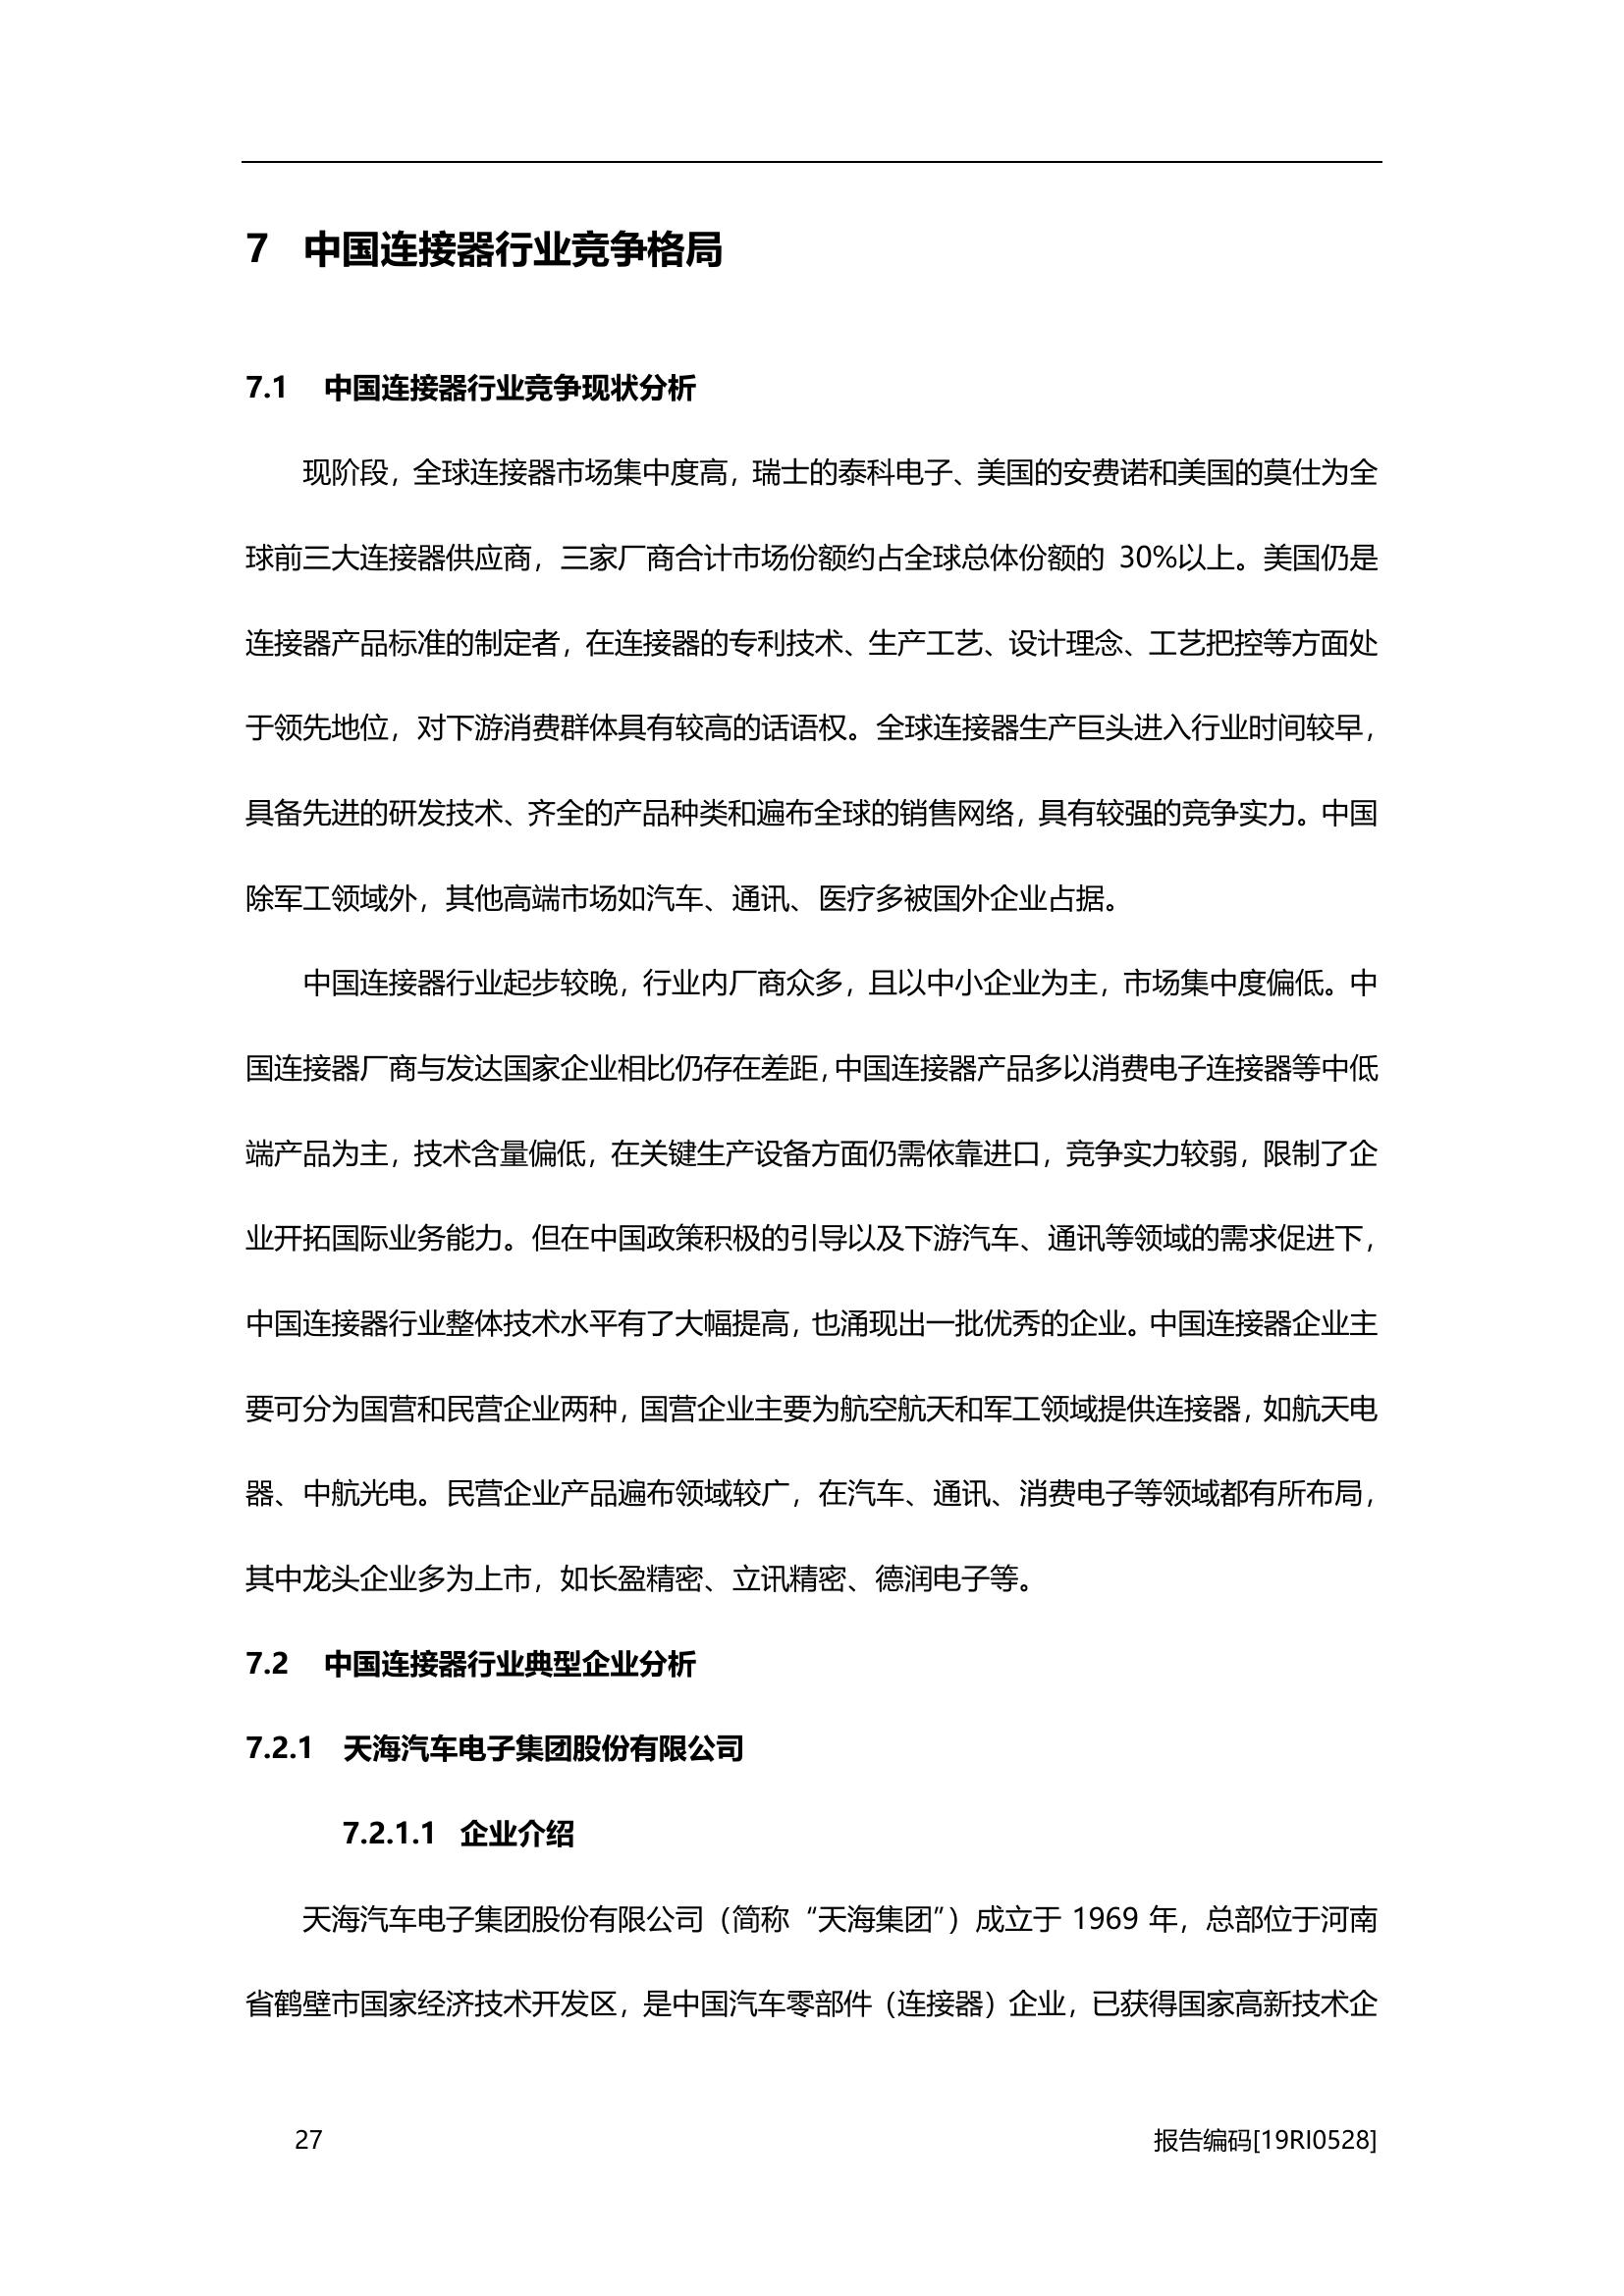 7 中国连接器行业竞争格局
7.1 中国连接器行业竞争现状分析
现阶段，全球连接器市场集中度高，瑞士的泰科电子、美国的安费诺和美国的莫仕为全
球前三大连接器供应商，三家厂商合计市场份额约占全球总体份额的 30%以上。美国仍是
连接器产品标准的制定者，在连接器的专利技术、生产工艺、设计理念、工艺把控等方面处
于领先地位，对下游消费群体具有较高的话语权。全球连接器生产巨头进入行业时间较早，
具备先进的研发技术、齐全的产品种类和遍布全球的销售网络，具有较强的竞争实力。中国
除军工领域外，其他高端市场如汽车、通讯、医疗多被国外企业占据。
中国连接器行业起步较晚，行业内厂商众多，且以中小企业为主，市场集中度偏低。中
国连接器厂商与发达国家企业相比仍存在差距，中国连接器产品多以消费电子连接器等中低
端产品为主，技术含量偏低，在关键生产设备方面仍需依靠进口，竞争实力较弱，限制了企
业开拓国际业务能力。但在中国政策积极的引导以及下游汽车、通讯等领域的需求促进下，
中国连接器行业整体技术水平有了大幅提高，也涌现出一批优秀的企业。中国连接器企业主
要可分为国营和民营企业两种，国营企业主要为航空航天和军工领域提供连接器，如航天电
器、中航光电。民营企业产品遍布领域较广，在汽车、通讯、消费电子等领域都有所布局，
其中龙头企业多为上市，如长盈精密、立讯精密、德润电子等。
7.2 中国连接器行业典型企业分析
7.2.1 天海汽车电子集团股份有限公司
7.2.1.1 企业介绍
天海汽车电子集团股份有限公司（简称“天海集团”）成立于 1969 年，总部位于河南
省鹤壁市国家经济技术开发区，是中国汽车零部件（连接器）企业，已获得国家高新技术企
27 报告编码[19RI0528]